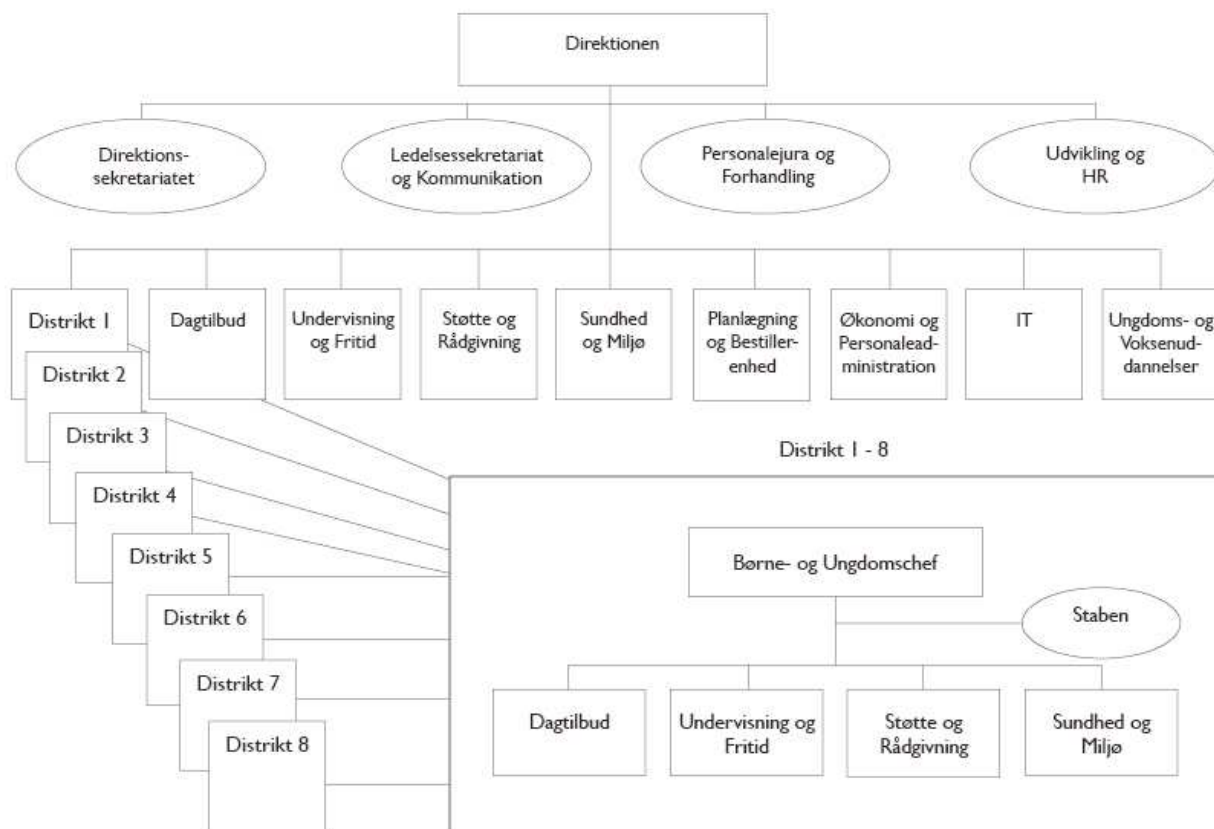 Direktionen
Direktions-
sekretariatet
Ledelsessekretariat
og Kommunikation
Personalejura og
Forhandling
Udvikling og
HR
Distrikt 1
Dagtilbud
Undervisning
og Fritid
Støtte og
Rådgivning
Sundhed
og Miljø
Planlægning
og Bestiller-
enhed
Økonomi og
Personalead-
ministration
IT
Ungdoms- og
Voksenud-
dannelser
Distrikt 2
Distrikt 3
Distrikt 4
Distrikt 5
Distrikt 6
Distrikt 7
Distrikt 8
Distrikt 1 - 8
Børne- og Ungdomschef
Staben
Dagtilbud
Undervisning og
Fritid
Støtte og
Rådgivning
Sundhed og
Miljø